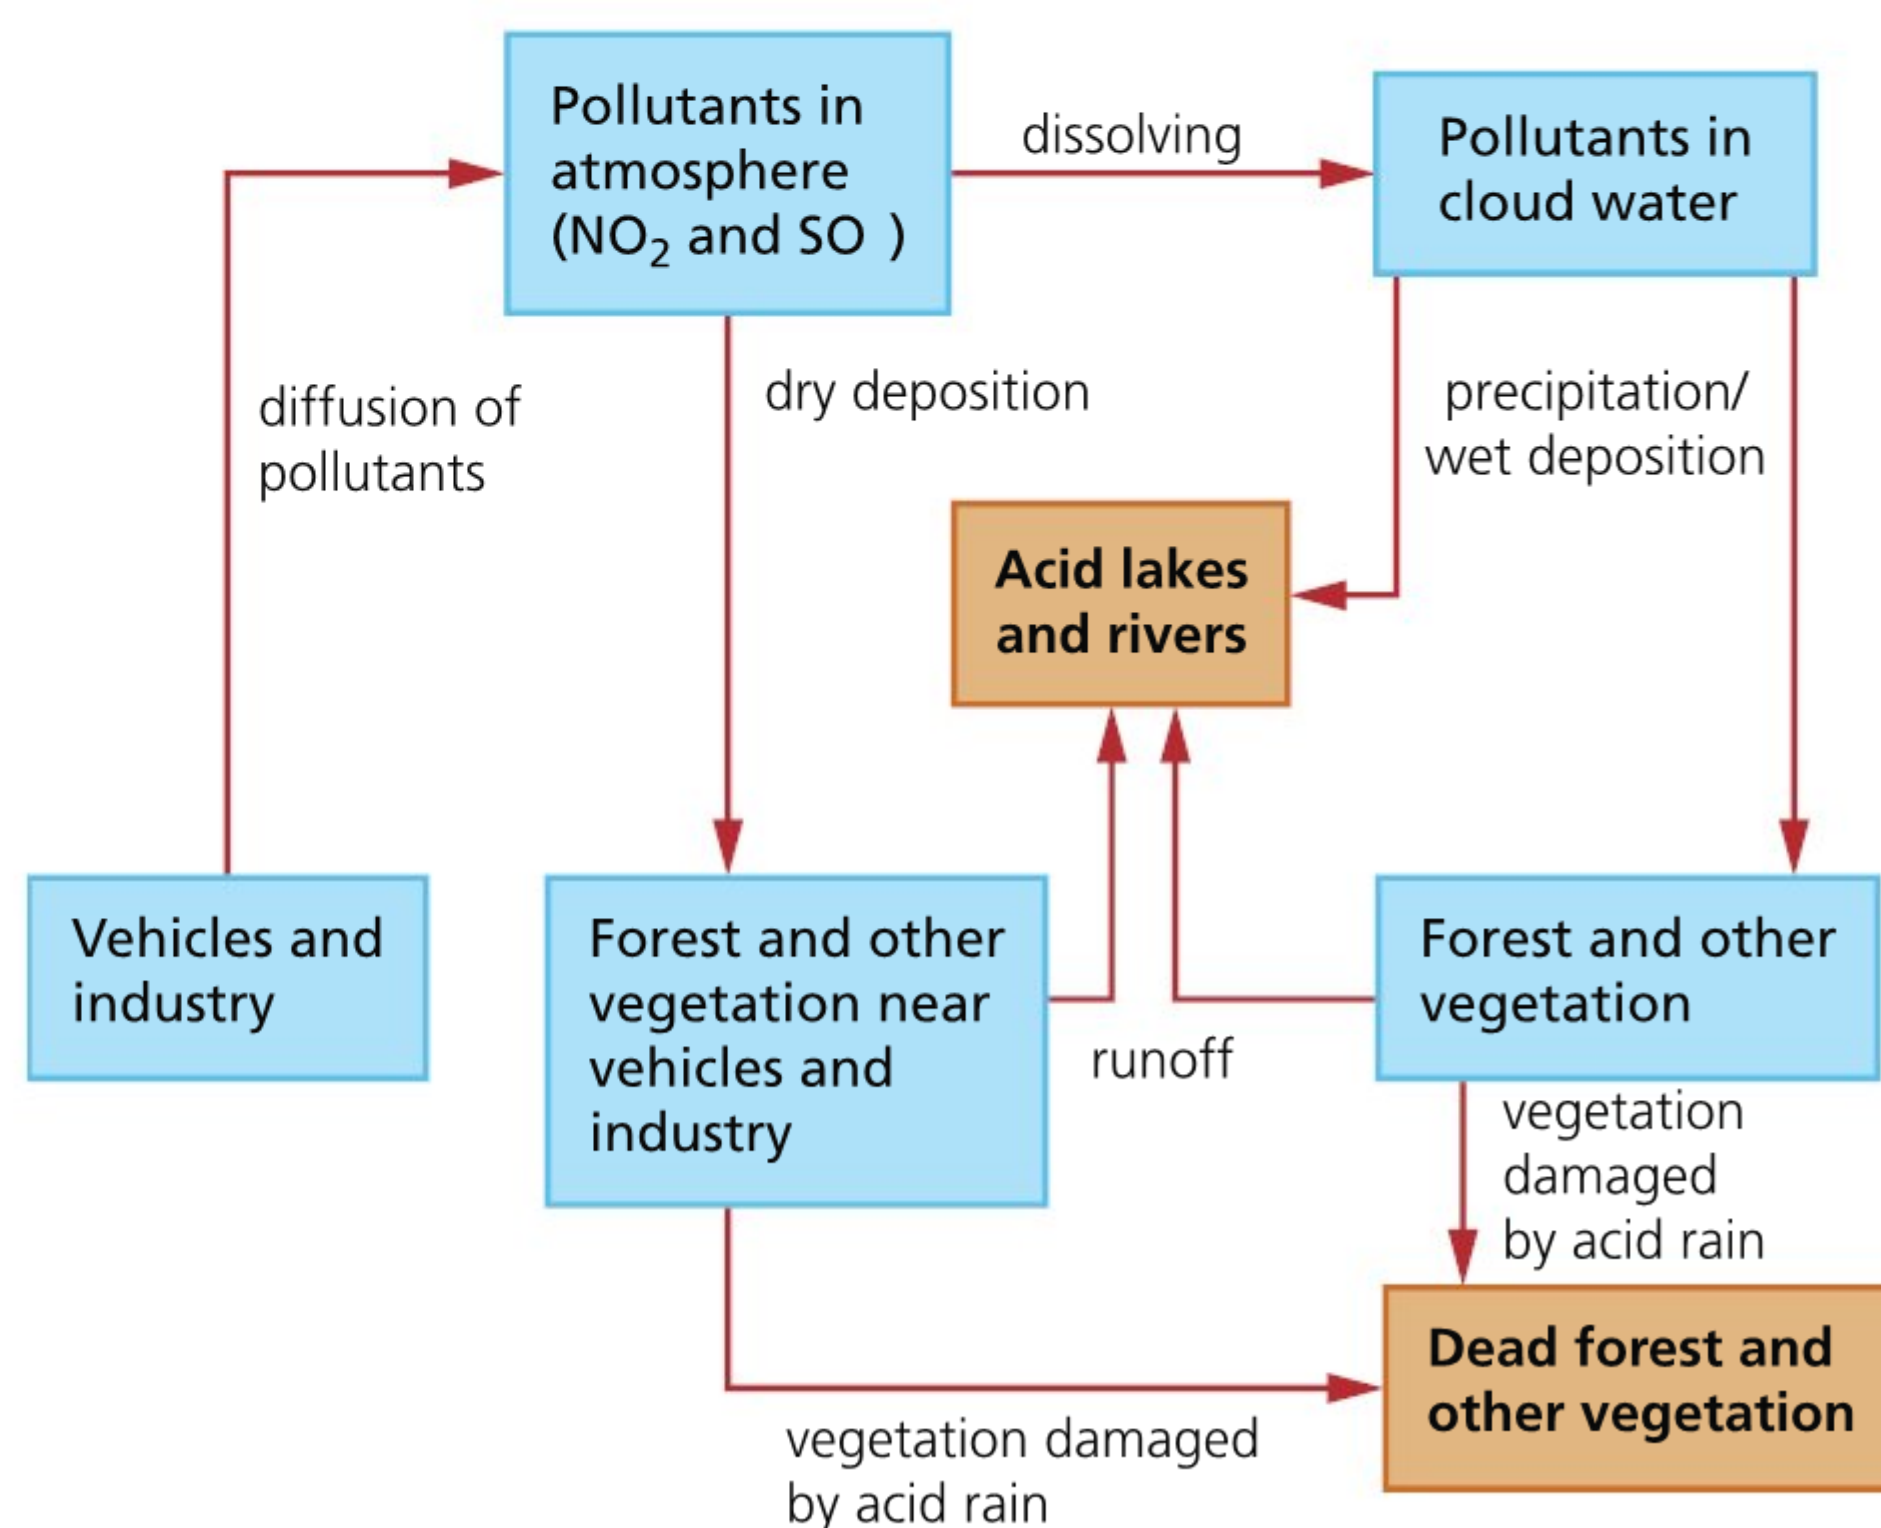 Pollutants in
atmosphere
(NO₂ and SO )
dissolving
Pollutants in
cloud water
diffusion of
pollutants
dry deposition
precipitation/
wet deposition
Acid lakes
and rivers
Vehicles and
industry
Forest and other
vegetation near
vehicles and
industry
runoff
Forest and other
vegetation
vegetation
damaged
by acid rain
Dead forest and
other vegetation
vegetation damaged
by acid rain